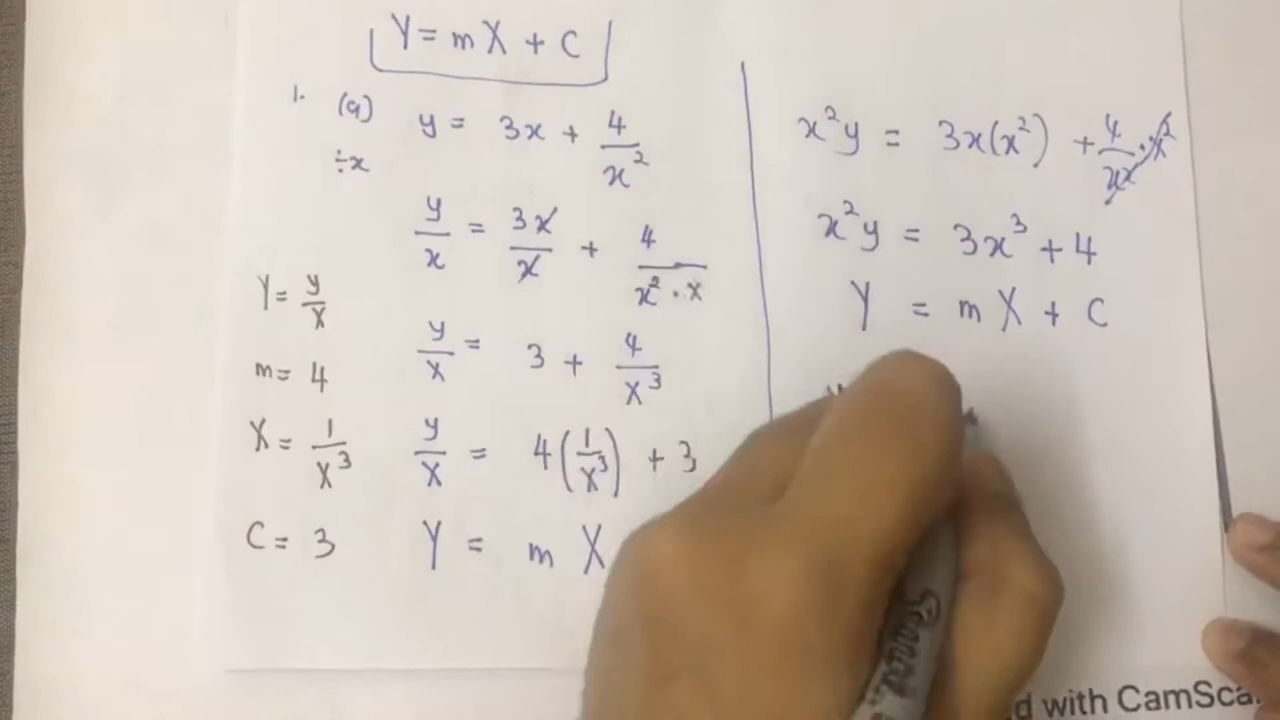 Y = mX + C
1. (a) y = 3x + 4/x²
÷x
y/x = 3x/x + 4/x² · x
y/x = 3 + 4/x³
y/x = 4(1/x³) + 3
Y = m X
Y = y/x
m = 4
X = 1/x³
C = 3
x²y = 3x(x²) + 4/x² · x²
x²y = 3x³ + 4
Y = m X + C
d with CamSca